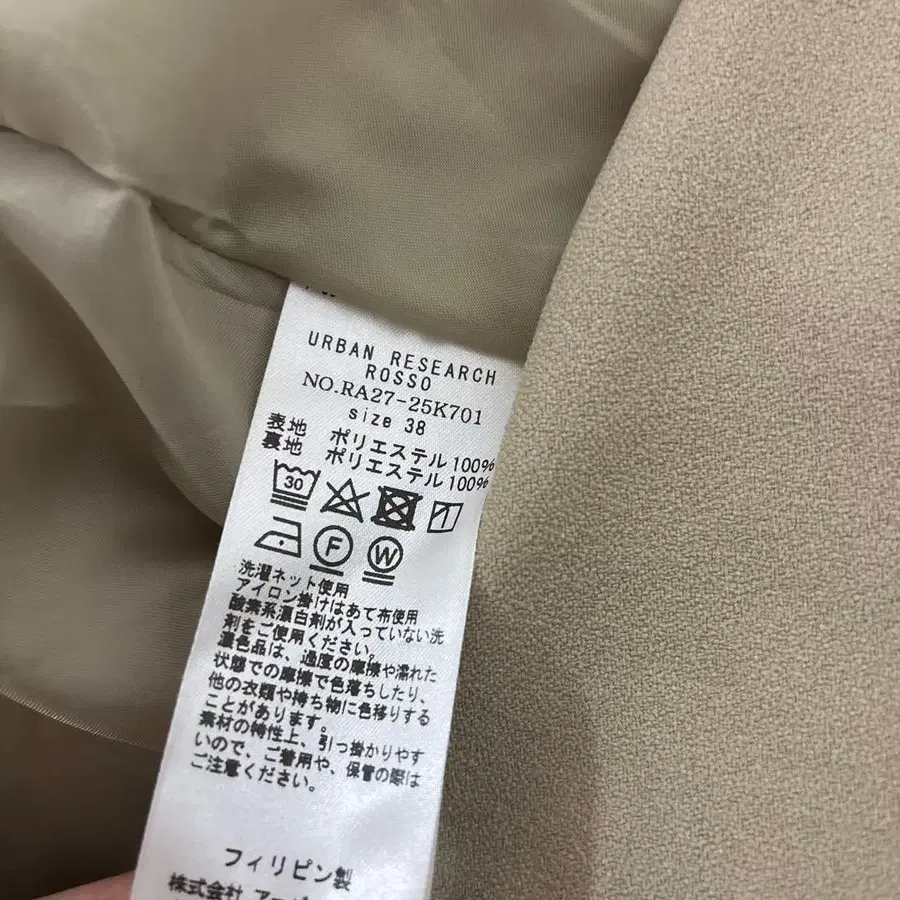 URBAN RESEARCH
ROSSO
NO.RA27-25K701
size 38
表地 ポリエステル 100%
裏地 ポリエステル 100%
30
F W
洗濯ネット使用
アイロン掛けはあて布使用
酸素系漂白剤が入っていない洗
剤をご使用ください。
濃色品は、過度の摩擦や濡れた
状態での摩擦で色落ちしたり、
他の衣類や持ち物に色移りする
ことがあります。
素材の特性上、引っ掛かりやす
いので、ご着用や、保管の際は
ご注意ください。
フィリピン製
株式会社 アーバ